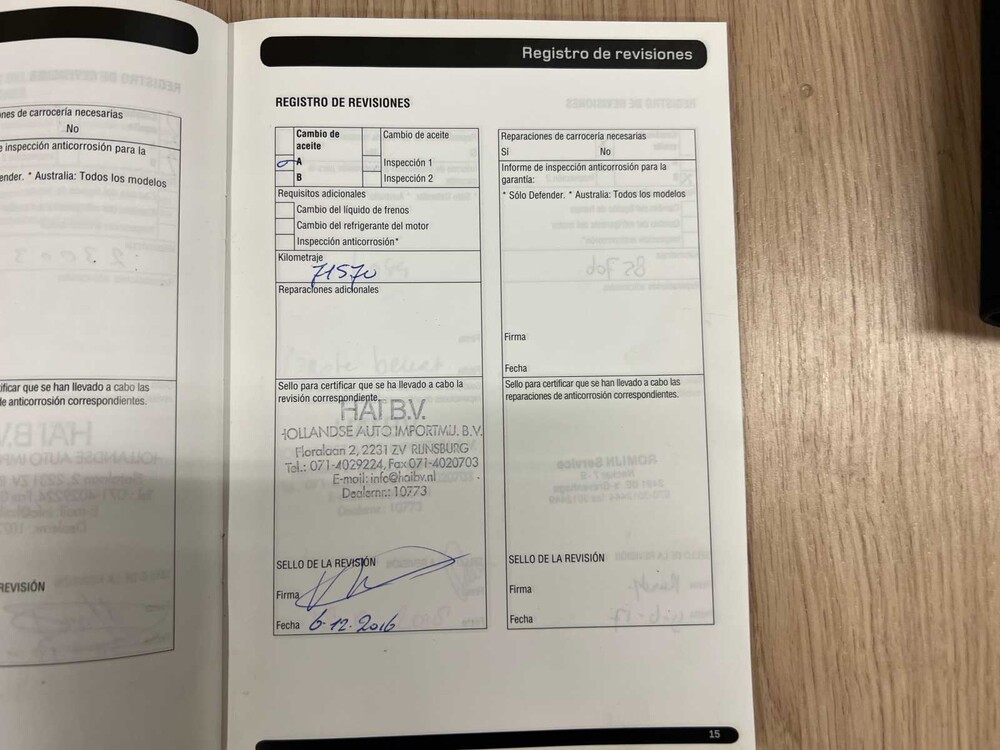 nes de carrocería necesarias
No
e inspección anticorrosión para la
ender. * Australia: Todos los modelos
ificar que se han llevado a cabo las
de anticorrosión correspondientes.
REVISIÓN
Registro de revisiones
REGISTRO DE REVISIONES
Cambio de aceite
Cambio de
aceite
A
Inspección 1
B
Inspección 2
Requisitos adicionales
Cambio del líquido de frenos
Cambio del refrigerante del motor
Inspección anticorrosión*
Kilometraje
71570
Reparaciones adicionales
Sello para certificar que se ha llevado a cabo la
revisión correspondiente.
HAI B.V.
HOLLANDSE AUTO IMPORTMIJ. B.V.
Floralaan 2, 2231 ZV RIJNSBURG
Tel.: 071-4029224, Fax 071-4020703
E-mail: info@haibv.nl
Dealernr.: 10773
SELLO DE LA REVISIÓN
Firma
Fecha 6-12-2016
Reparaciones de carrocería necesarias
Sí No
Informe de inspección anticorrosión para la
garantía:
* Sólo Defender. * Australia: Todos los modelos
Firma
Fecha
Sello para certificar que se han llevado a cabo las
reparaciones de anticorrosión correspondientes.
SELLO DE LA REVISIÓN
Firma
Fecha
15